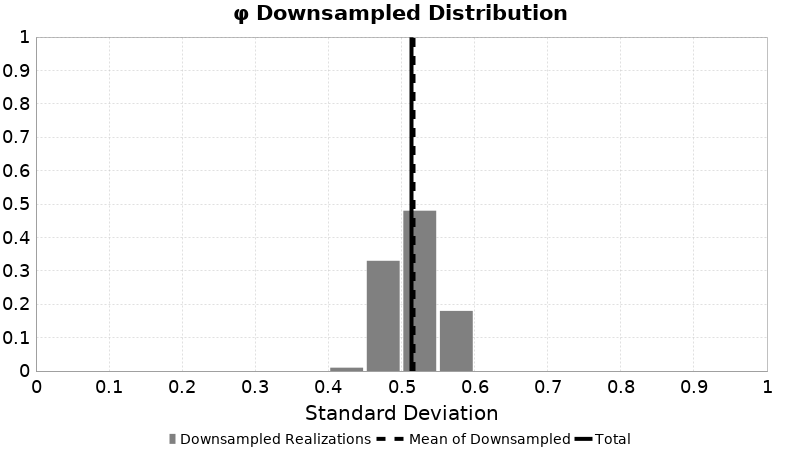 φ Downsampled Distribution
1
0.9
0.8
0.7
0.6
0.5
0.4
0.3
0.2
0.1
0
0 0.1 0.2 0.3 0.4 0.5 0.6 0.7 0.8 0.9 1
Standard Deviation
Downsampled Realizations Mean of Downsampled Total